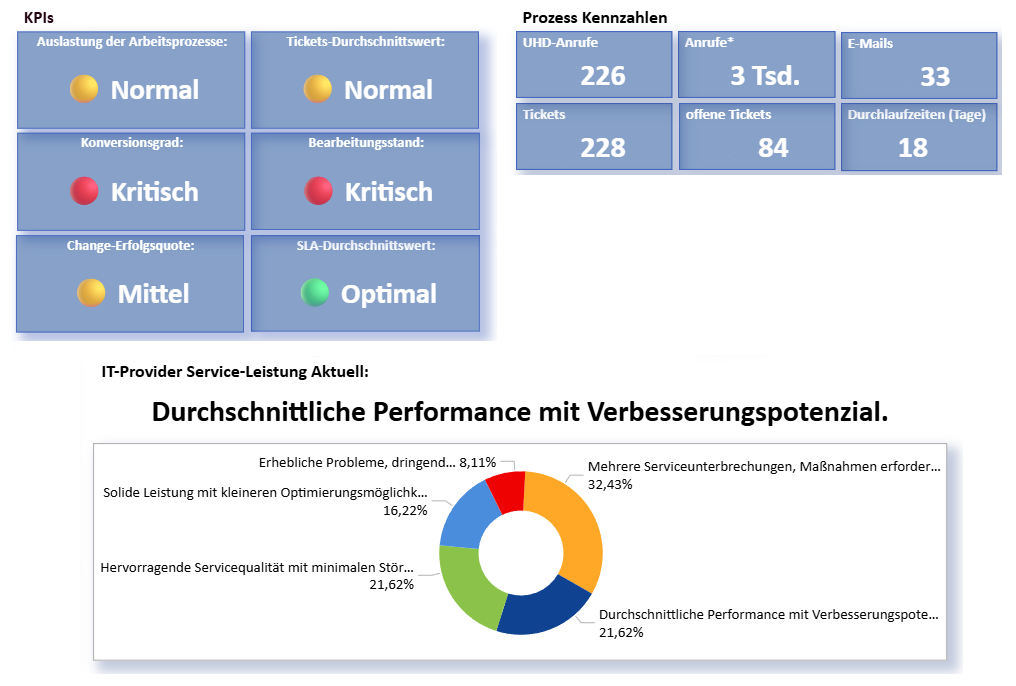 KPIs
Auslastung der Arbeitsprozesse:
Normal
Tickets-Durchschnittswert:
Normal
Konversionsgrad:
Kritisch
Bearbeitungsstand:
Kritisch
Change-Erfolgsquote:
Mittel
SLA-Durchschnittswert:
Optimal
Prozess Kennzahlen
UHD-Anrufe
226
Anrufe*
3 Tsd.
E-Mails
33
Tickets
228
offene Tickets
84
Durchlaufzeiten (Tage)
18
IT-Provider Service-Leistung Aktuell:
Durchschnittliche Performance mit Verbesserungspotenzial.
Erhebliche Probleme, dringend... 8,11%
Mehrere Serviceunterbrechungen, Maßnahmen erforder...
32,43%
Solide Leistung mit kleineren Optimierungsmöglichk...
16,22%
Hervorragende Servicequalität mit minimalen Stör...
21,62%
Durchschnittliche Performance mit Verbesserungspote...
21,62%